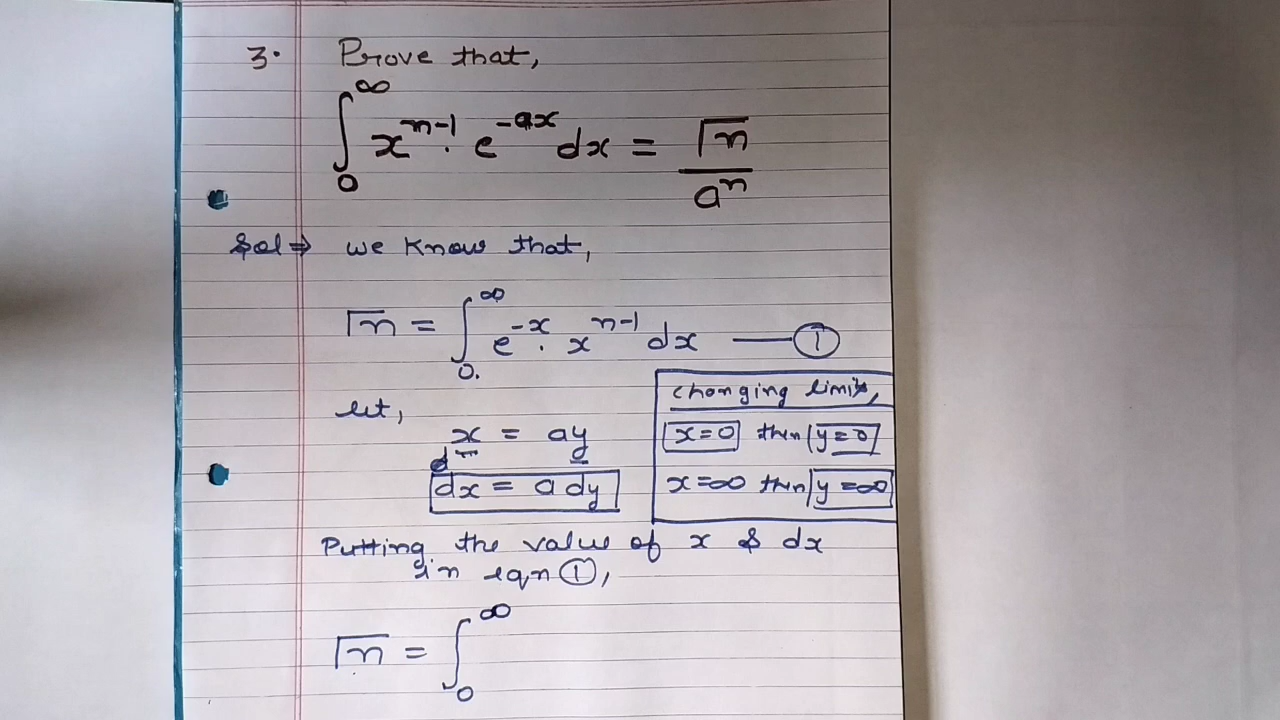 3. Prove that,
∫₀^∞ x^{n-1} . e^{-ax} dx = Γn / a^n
Sol ⇒ we know that,
Γn = ∫₀.^∞ e^{-x} . x^{n-1} dx —— ①
let,
x = ay
dx = a dy
changing limits,
x=0 then y=0
x=∞ then y=∞
Putting the value of x & dx
in eqn ①,
Γn = ∫₀^∞